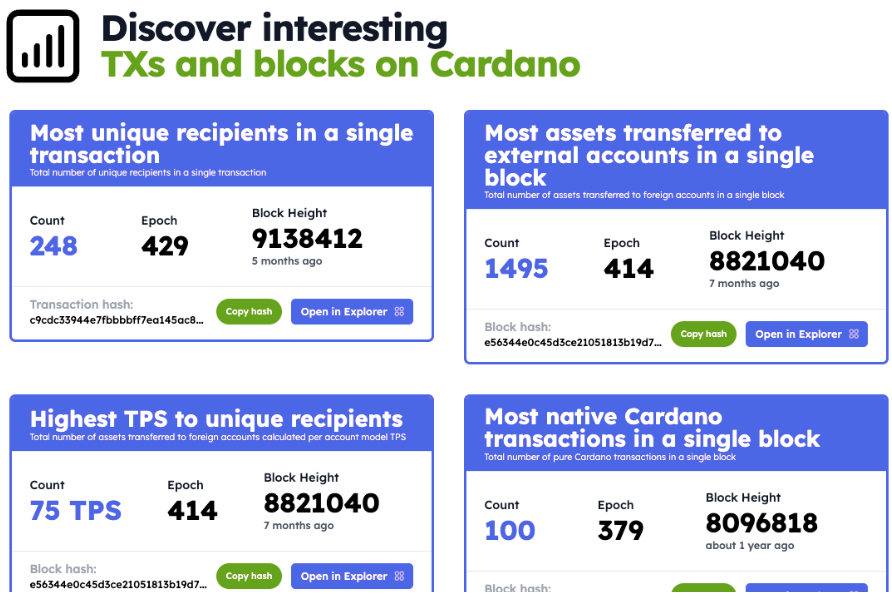 Discover interesting
TXs and blocks on Cardano
Most unique recipients in a single
transaction
Total number of unique recipients in a single transaction
Count
248
Epoch
429
Block Height
9138412
5 months ago
Transaction hash:
c9cdc33944e7fbbbbff7ea145ac8...
Copy hash
Open in Explorer
Most assets transferred to
external accounts in a single
block
Total number of assets transferred to foreign accounts in a single block
Count
1495
Epoch
414
Block Height
8821040
7 months ago
Block hash:
e56344e0c45d3ce21051813b19d7...
Copy hash
Open in Explorer
Highest TPS to unique recipients
Total number of assets transferred to foreign accounts calculated per account model TPS
Count
75 TPS
Epoch
414
Block Height
8821040
7 months ago
Block hash:
e56344e0c45d3ce21051813b19d7...
Copy hash
Open in Explorer
Most native Cardano
transactions in a single block
Total number of pure Cardano transactions in a single block
Count
100
Epoch
379
Block Height
8096818
about 1 year ago
Block hash: